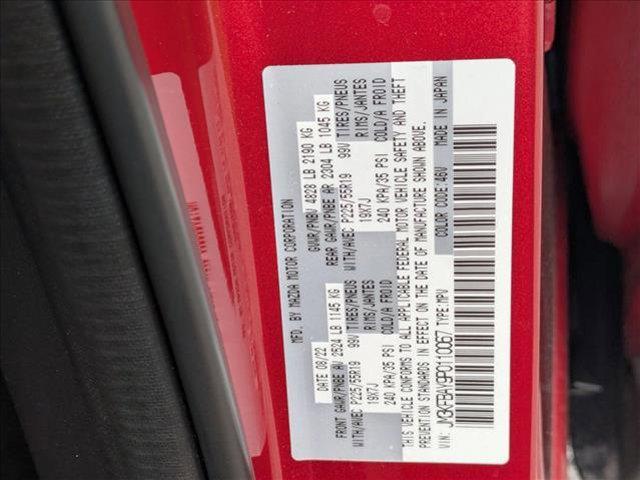 MFD. BY MAZDA MOTOR CORPORATION
DATE 08/22 GVWR/PNBV 4828 LB 2190 KG
FRONT GAWR/PNBE AV 2524 LB 1145 KG REAR GAWR/PNBE AR 2304 LB 1045 KG
WITH/AVEC P225/55R19 99V TIRES/PNEUS WITH/AVEC P225/55R19 99V TIRES/PNEUS
19X7J RIMS/JANTES 19X7J RIMS/JANTES
240 KPA/35 PSI COLD/A FROID 240 KPA/35 PSI COLD/A FROID
THIS VEHICLE CONFORMS TO ALL APPLICABLE FEDERAL MOTOR VEHICLE SAFETY AND THEFT
PREVENTION STANDARDS IN EFFECT ON THE DATE OF MANUFACTURE SHOWN ABOVE.
JM3KFBAY9P0110067 TYPE:MPV COLOR CODE:46V MADE IN JAPAN